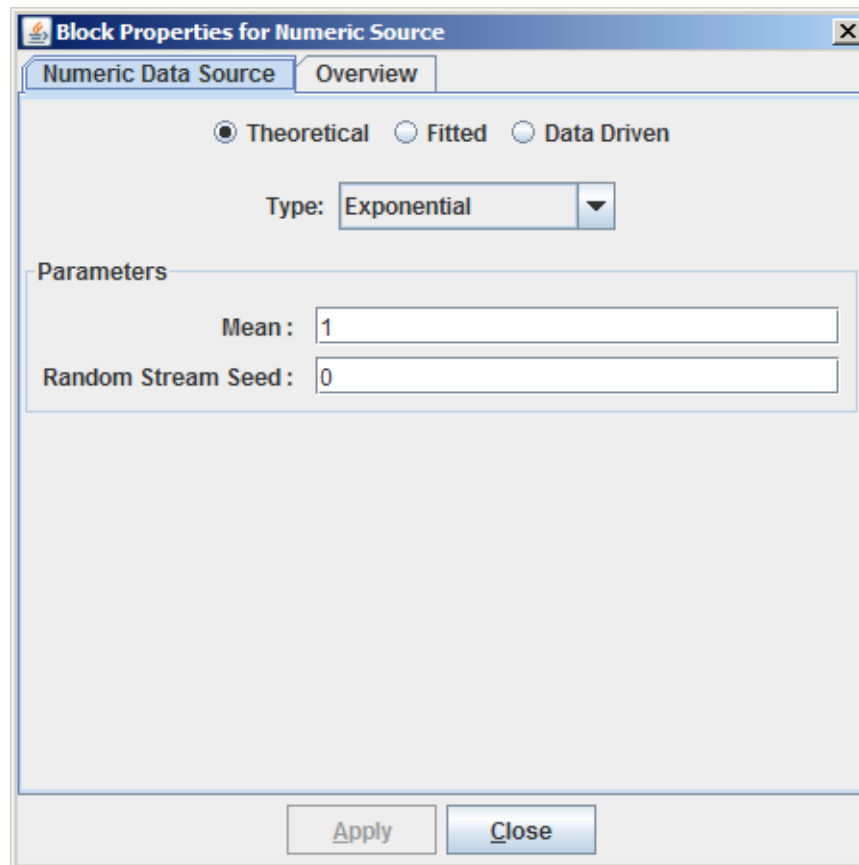 Block Properties for Numeric Source
Numeric Data Source Overview
Theoretical Fitted Data Driven
Type: Exponential
Parameters
Mean : 1
Random Stream Seed : 0
Apply Close